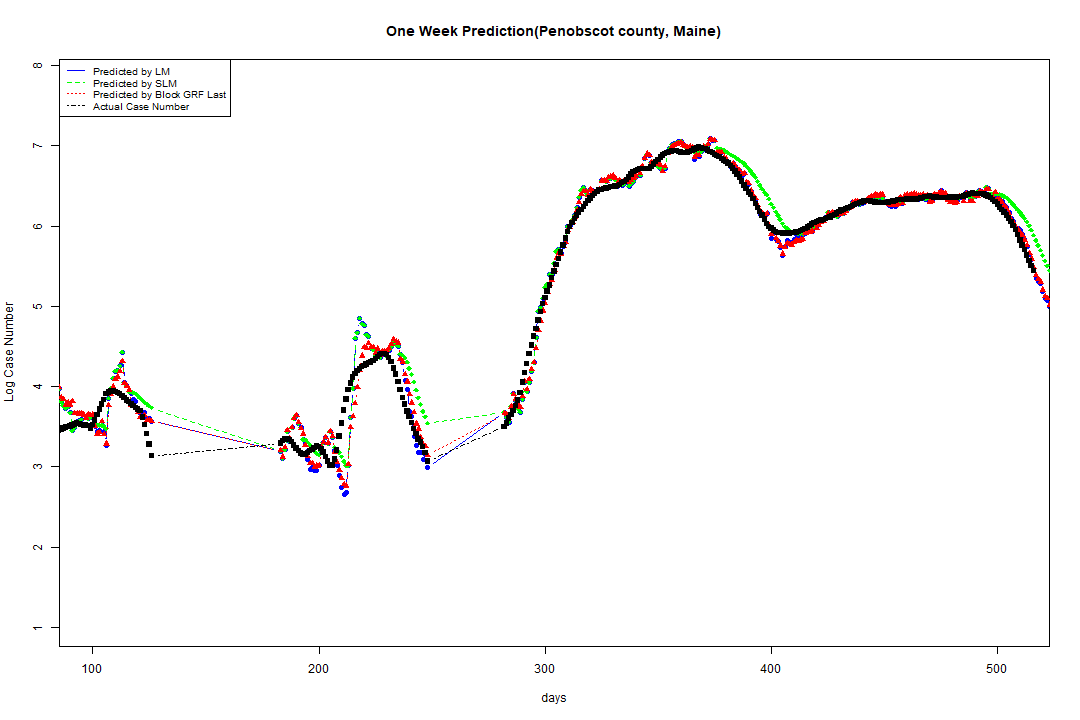 One Week Prediction(Penobscot county, Maine)
Predicted by LM
Predicted by SLM
Predicted by Block GRF Last
Actual Case Number
8
7
6
5
4
3
2
1
Log Case Number
100 200 300 400 500
days